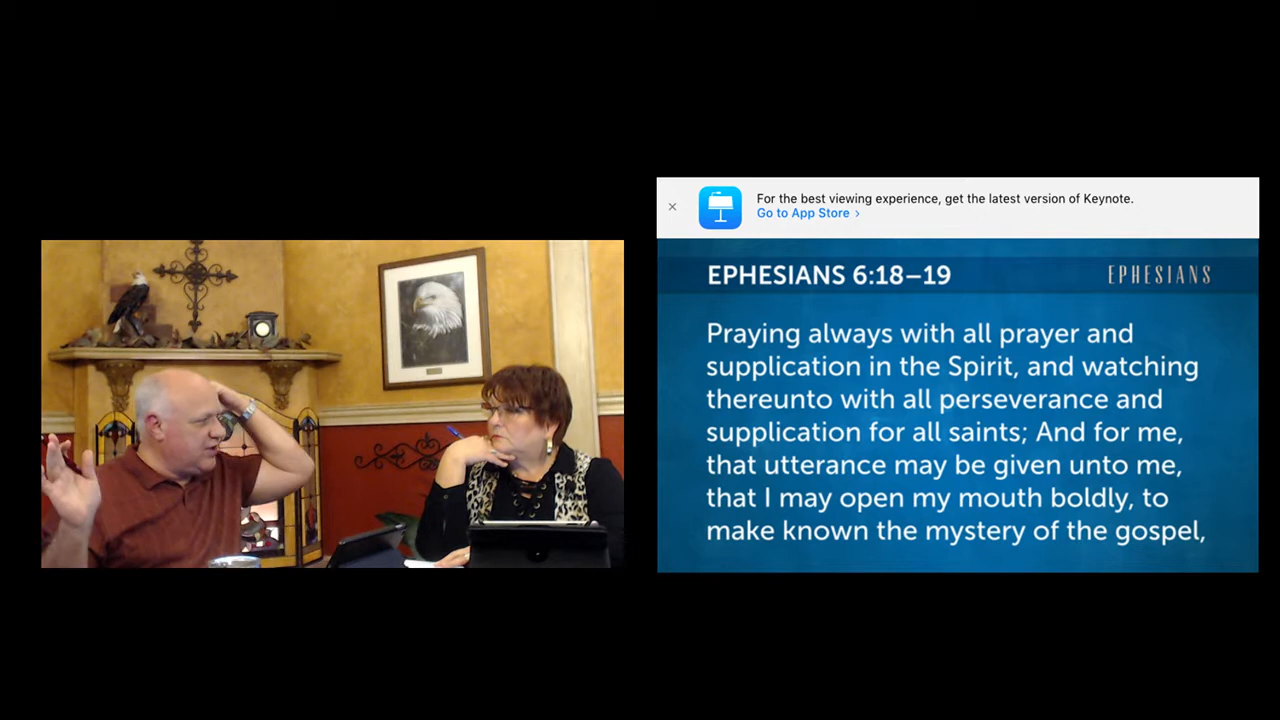 For the best viewing experience, get the latest version of Keynote.
Go to App Store >
EPHESIANS 6:18–19
EPHESIANS
Praying always with all prayer and
supplication in the Spirit, and watching
thereunto with all perseverance and
supplication for all saints; And for me,
that utterance may be given unto me,
that I may open my mouth boldly, to
make known the mystery of the gospel,